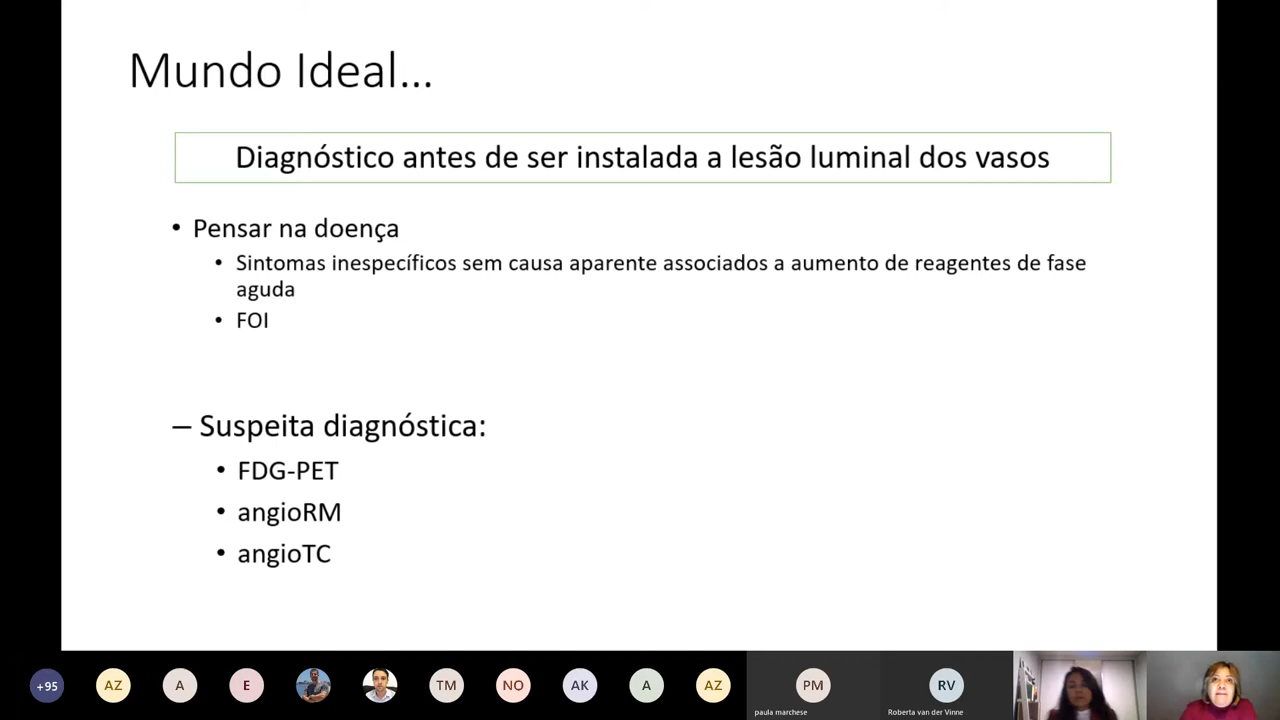 Mundo Ideal...
Diagnóstico antes de ser instalada a lesão luminal dos vasos
• Pensar na doença
• Sintomas inespecíficos sem causa aparente associados a aumento de reagentes de fase
aguda
• FOI
– Suspeita diagnóstica:
• FDG-PET
• angioRM
• angioTC
+95 AZ A E TM NO AK A AZ PM RV
paula marchese Roberta van der Vinne